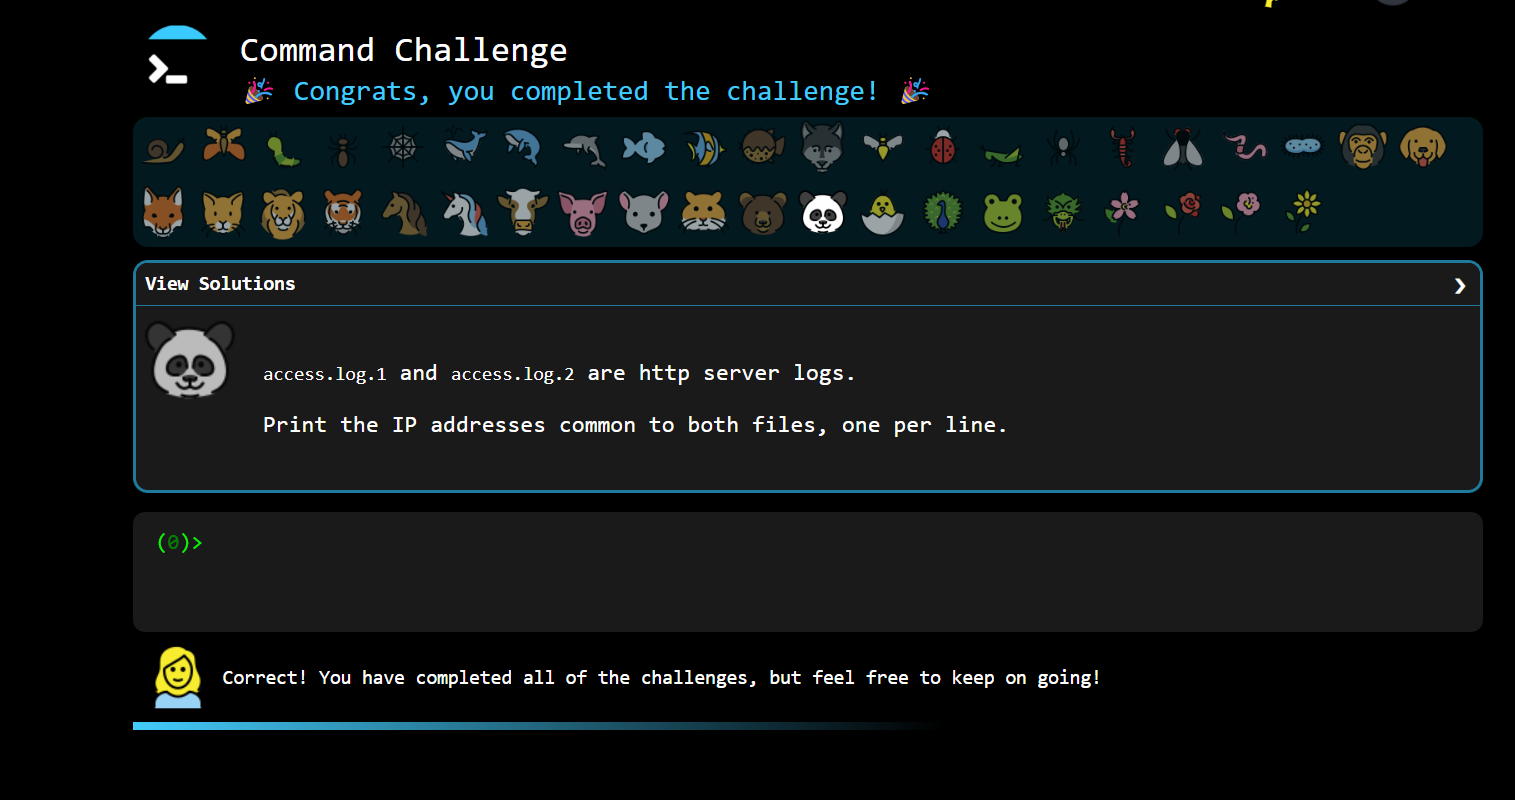 Command Challenge
🎉 Congrats, you completed the challenge! 🎉
View Solutions ❯
access.log.1 and access.log.2 are http server logs.
Print the IP addresses common to both files, one per line.
(0)>
Correct! You have completed all of the challenges, but feel free to keep on going!